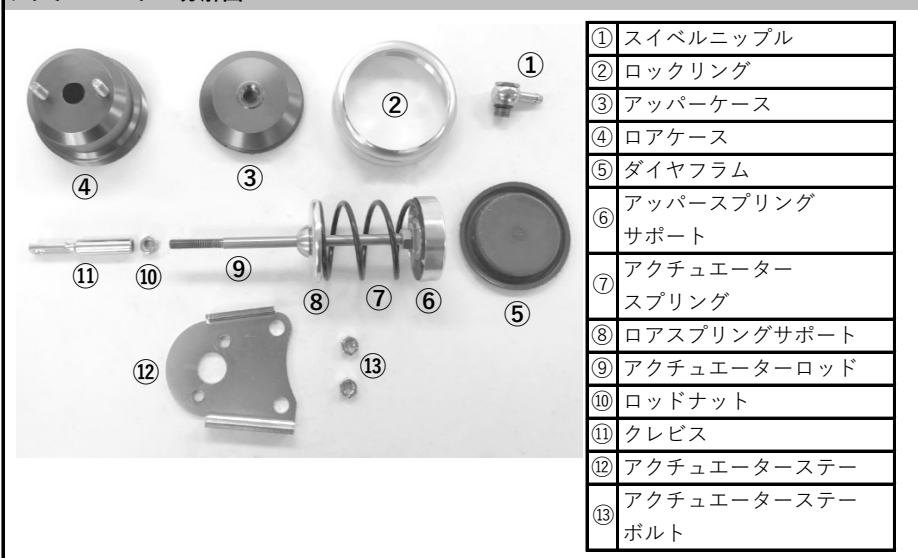 ① スイベルニップル
② ロックリング
③ アッパーケース
④ ロアケース
⑤ ダイヤフラム
⑥ アッパースプリング
サポート
⑦ アクチュエーター
スプリング
⑧ ロアスプリングサポート
⑨ アクチュエーターロッド
⑩ ロッドナット
⑪ クレビス
⑫ アクチュエーターステー
⑬ アクチュエーターステー
ボルト
①
②
④
③
⑪
⑩
⑨
⑧
⑦
⑥
⑤
⑫
⑬